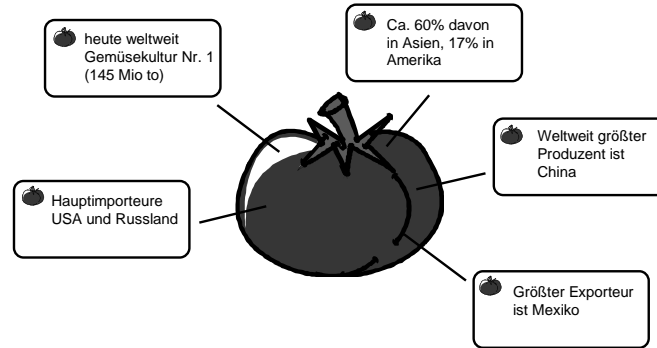 heute weltweit
Gemüsekultur Nr. 1
(145 Mio to)
Ca. 60% davon
in Asien, 17% in
Amerika
Weltweit größter
Produzent ist
China
Hauptimporteure
USA und Russland
Größter Exporteur
ist Mexiko